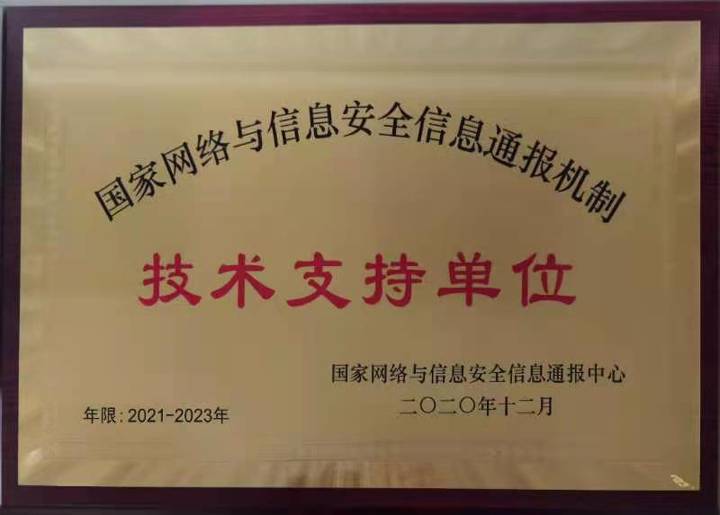 国家网络与信息安全信息通报机制
技术支持单位
国家网络与信息安全信息通报中心
年限:2021-2023年
二〇二〇年十二月